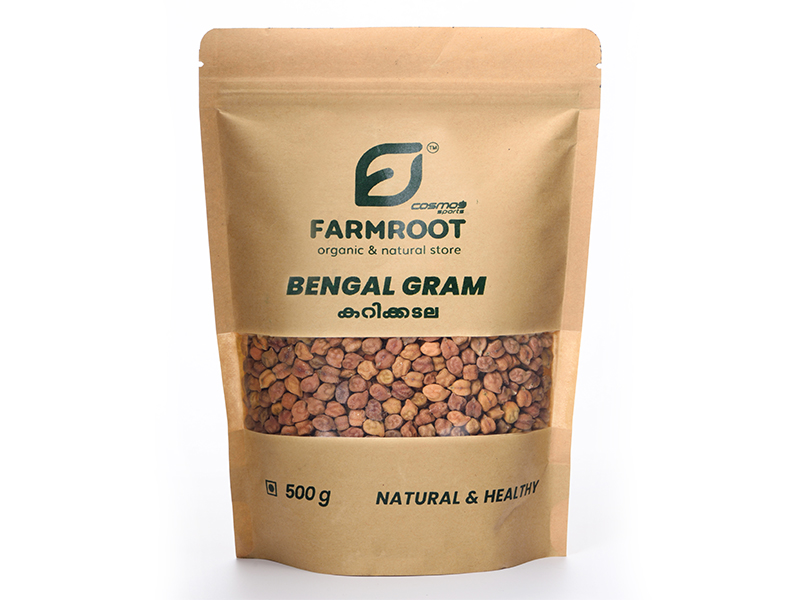 TM
COSMOS
sports
FARMROOT
organic & natural store
BENGAL GRAM
കറിക്കടല
500 g
NATURAL & HEALTHY